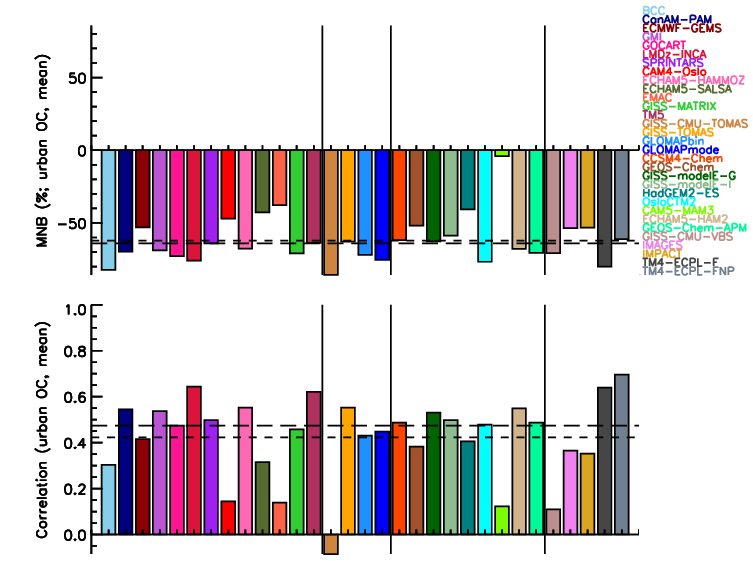 MNB (%; urban OC, mean)
50
0
-50
Correlation (urban OC, mean)
1.0
0.8
0.6
0.4
0.2
0.0
BCC
CanAM-PAM
ECMWF-GEMS
GMI
GOCART
LMDz-INCA
SPRINTARS
CAM4-Oslo
ECHAM5-HAMMOZ
ECHAM5-SALSA
EMAC
GISS-MATRIX
TM5
GISS-CMU-TOMAS
GISS-TOMAS
GLOMAPbin
GLOMAPmode
CCSM4-Chem
GEOS-Chem
GISS-modelE-G
GISS-modelE-I
HadGEM2-ES
OsloCTM2
CAM5-MAM3
ECHAM5-HAM2
GEOS-Chem-APM
GISS-CMU-VBS
IMAGES
IMPACT
TM4-ECPL-F
TM4-ECPL-FNP